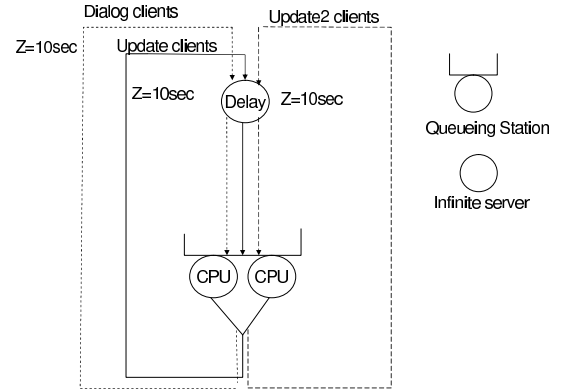 Dialog clients
Update2 clients
Z=10sec
Update clients
Z=10sec
Delay
Z=10sec
Queueing Station
Infinite server
CPU
CPU